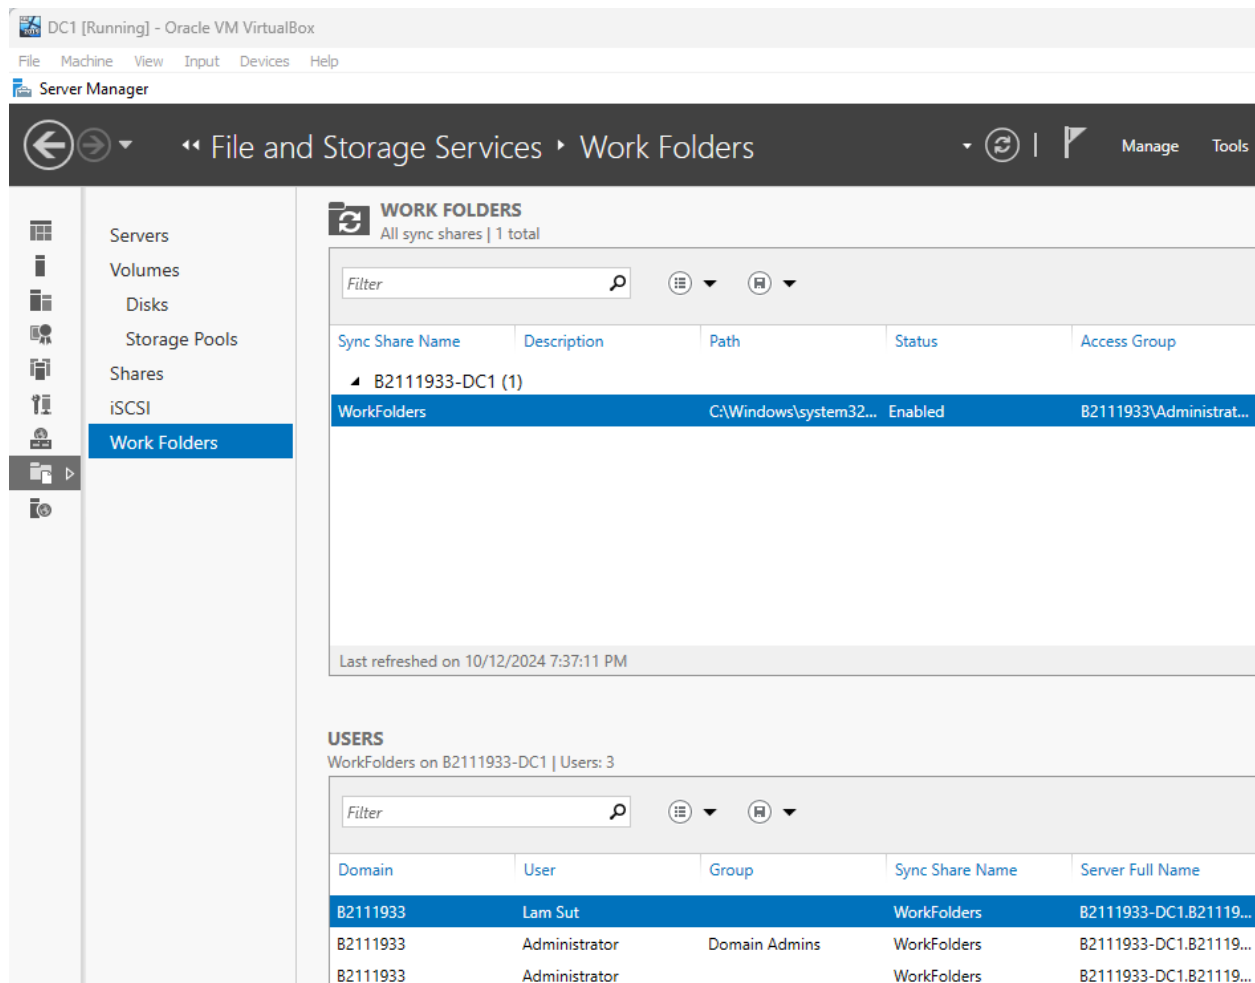 DC1 [Running] - Oracle VM VirtualBox
File Machine View Input Devices Help
Server Manager
File and Storage Services Work Folders
Manage Tools
Servers
Volumes
Disks
Storage Pools
Shares
iSCSI
Work Folders
WORK FOLDERS
All sync shares | 1 total
Filter
Sync Share Name Description Path Status Access Group
B2111933-DC1 (1)
WorkFolders C:\Windows\system32... Enabled B2111933\Administrat...
Last refreshed on 10/12/2024 7:37:11 PM
USERS
WorkFolders on B2111933-DC1 | Users: 3
Filter
Domain User Group Sync Share Name Server Full Name
B2111933 Lam Sut WorkFolders B2111933-DC1.B21119...
B2111933 Administrator Domain Admins WorkFolders B2111933-DC1.B21119...
B2111933 Administrator WorkFolders B2111933-DC1.B21119...